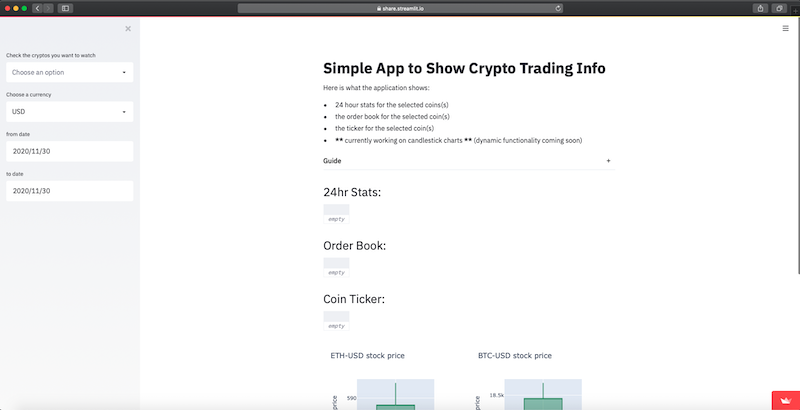 share.streamlit.io
Check the cryptos you want to watch
Choose an option
Choose a currency
USD
from date
2020/11/30
to date
2020/11/30
Simple App to Show Crypto Trading Info
Here is what the application shows:
24 hour stats for the selected coins(s)
the order book for the selected coin(s)
the ticker for the selected coin(s)
** currently working on candlestick charts ** (dynamic functionality coming soon)
Guide
24hr Stats:
empty
Order Book:
empty
Coin Ticker:
empty
ETH-USD stock price
BTC-USD stock price
590
18.5k